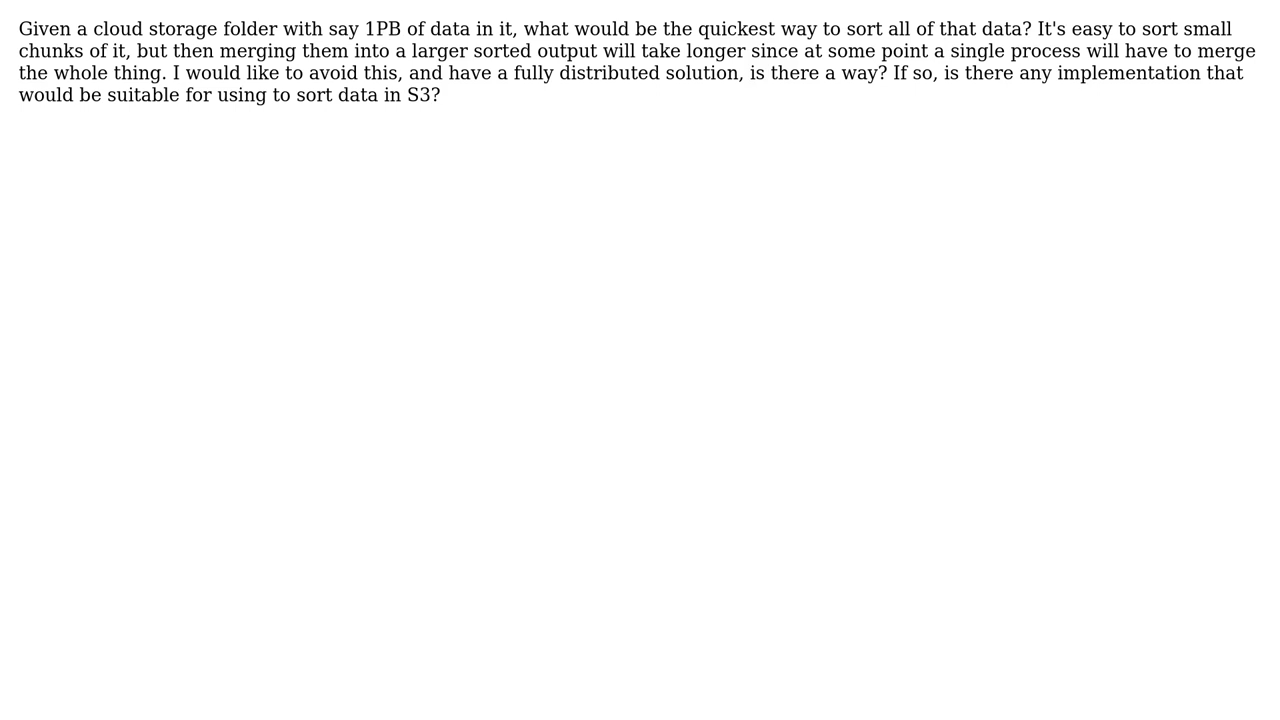 Given a cloud storage folder with say 1PB of data in it, what would be the quickest way to sort all of that data? It's easy to sort small
chunks of it, but then merging them into a larger sorted output will take longer since at some point a single process will have to merge
the whole thing. I would like to avoid this, and have a fully distributed solution, is there a way? If so, is there any implementation that
would be suitable for using to sort data in S3?